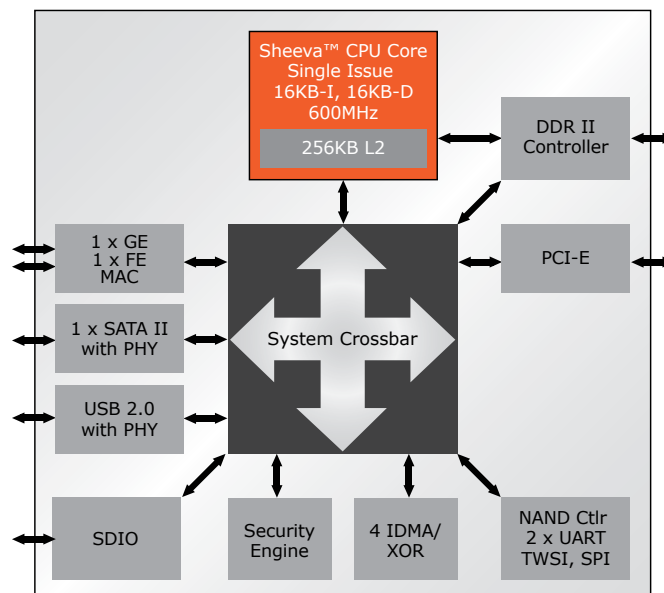 Sheeva™ CPU Core
Single Issue
16KB-I, 16KB-D
600MHz
256KB L2
DDR II
Controller
1 x GE
1 x FE
MAC
PCI-E
1 x SATA II
with PHY
System Crossbar
USB 2.0
with PHY
SDIO
Security
Engine
4 IDMA/
XOR
NAND Ctlr
2 x UART
TWSI, SPI